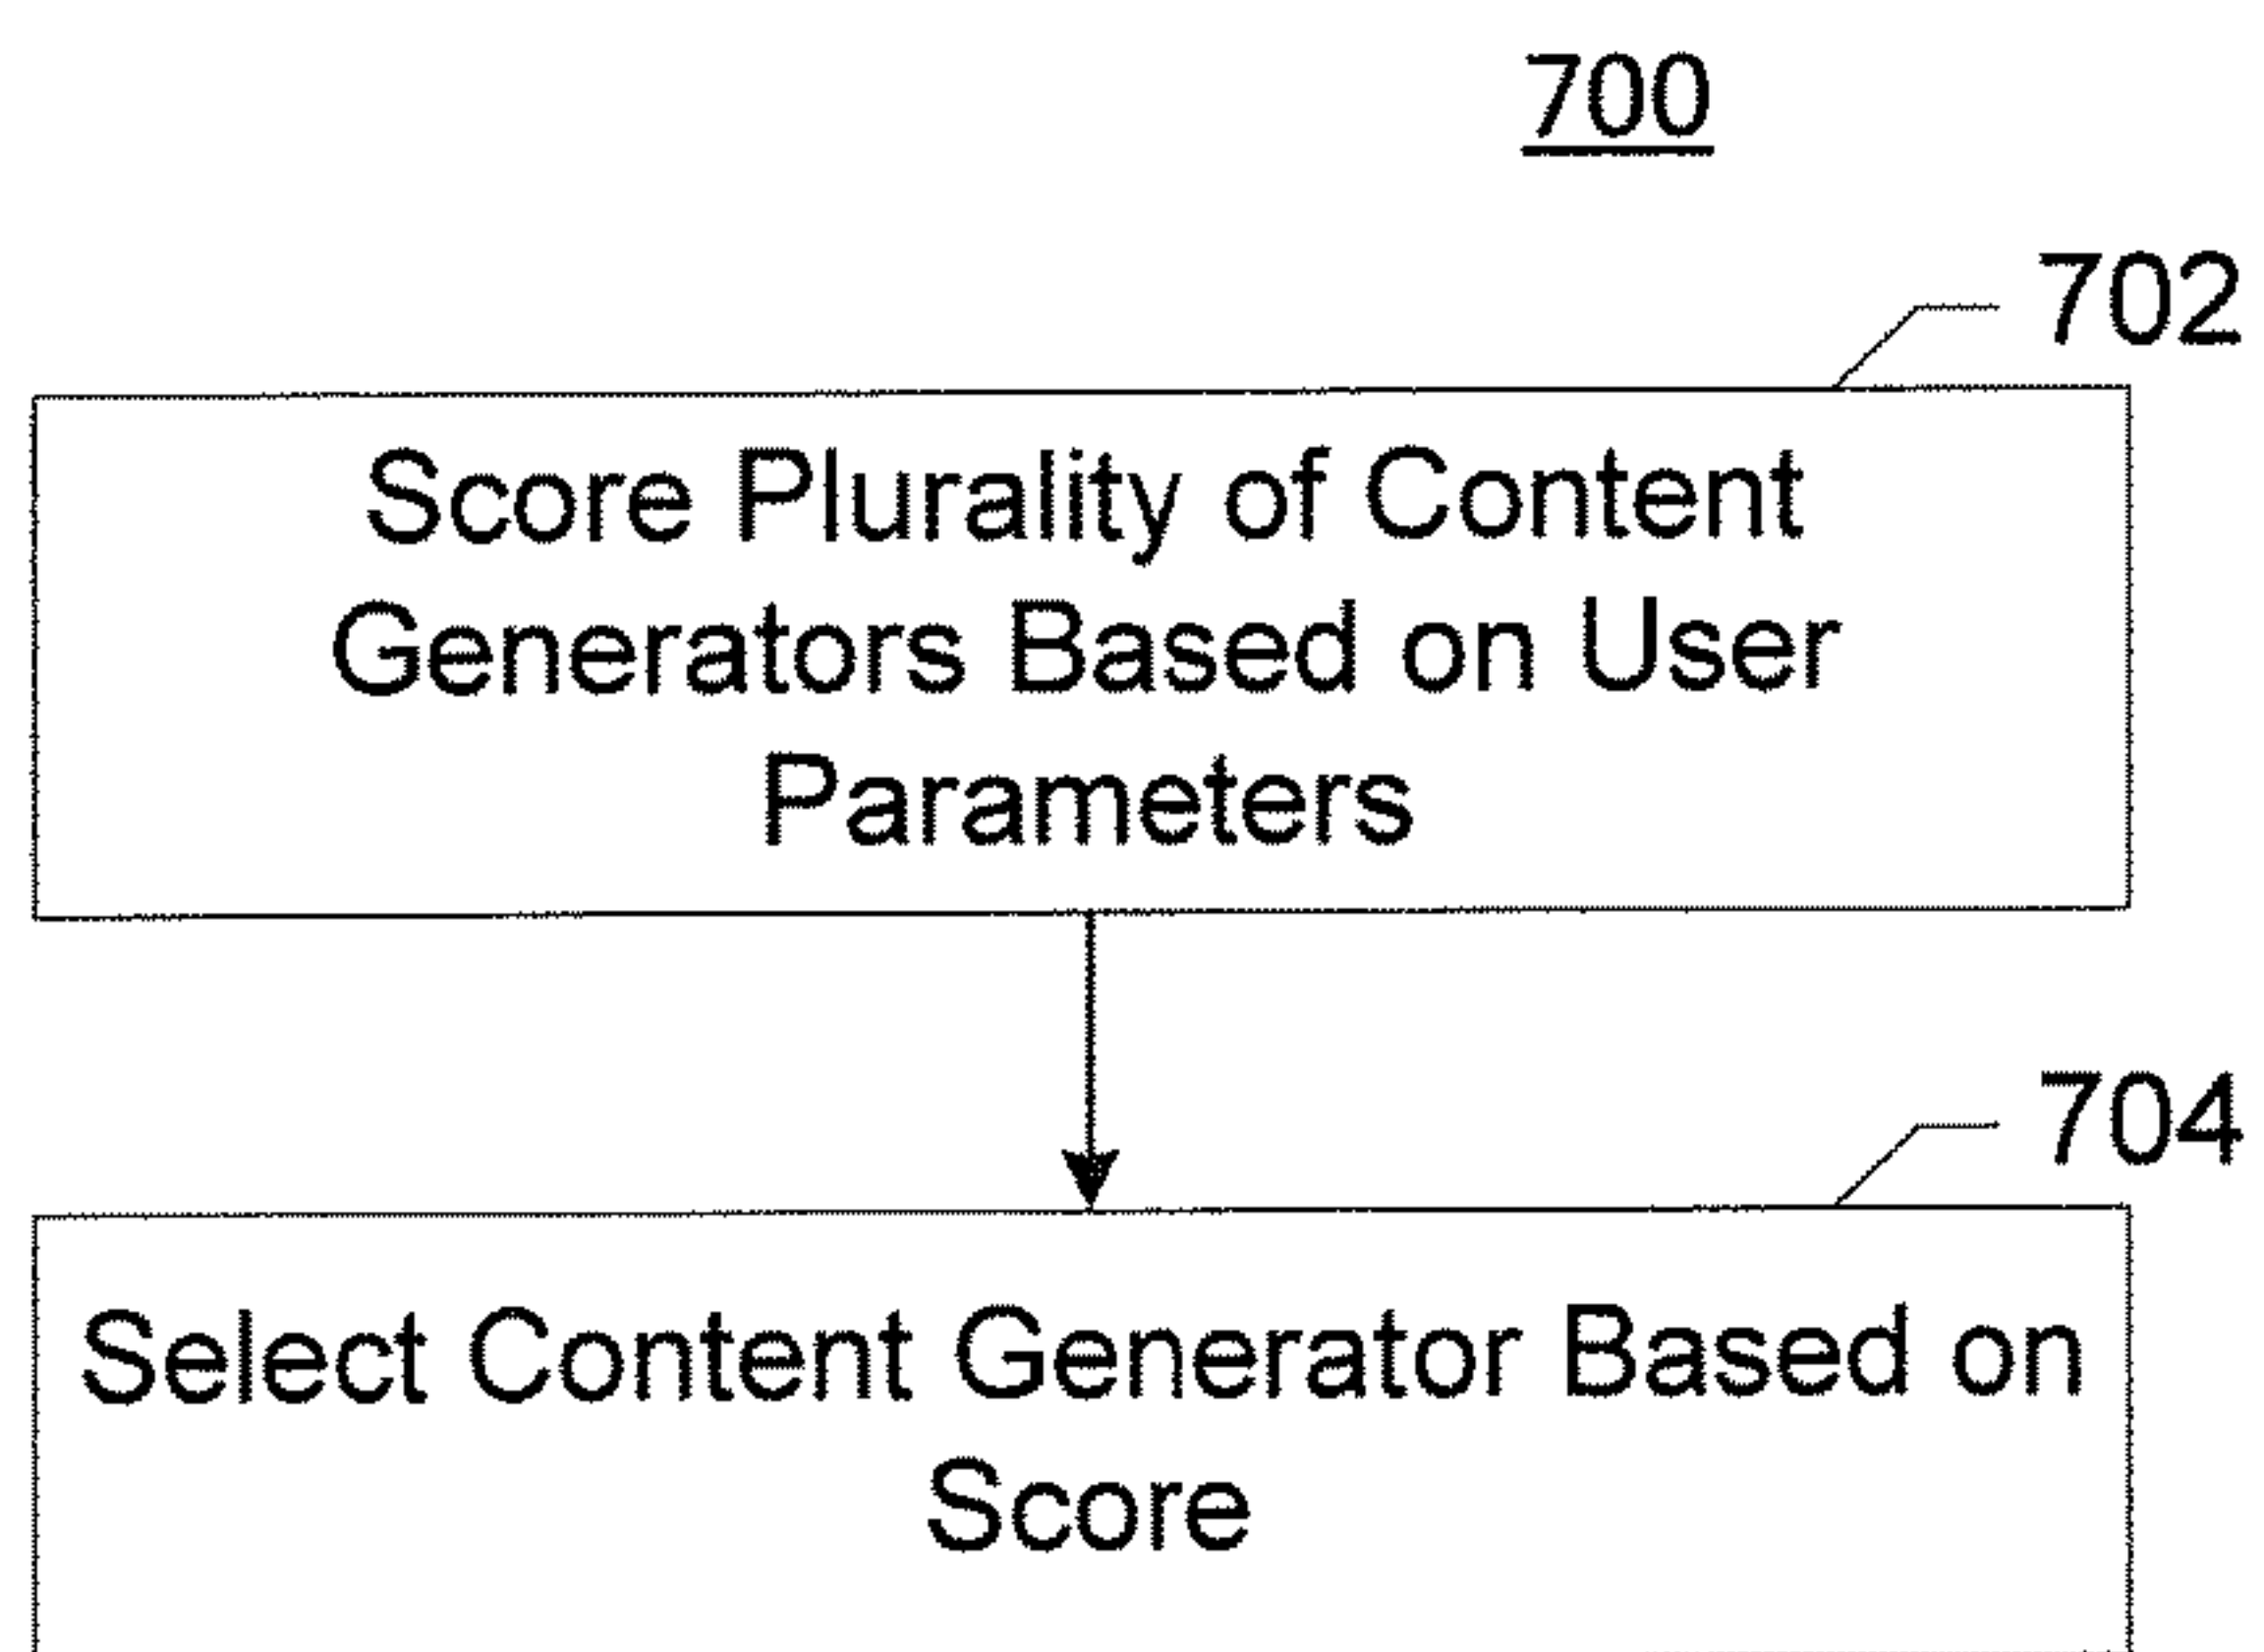 700
702
Score Plurality of Content
Generators Based on User
Parameters
704
Select Content Generator Based on
Score